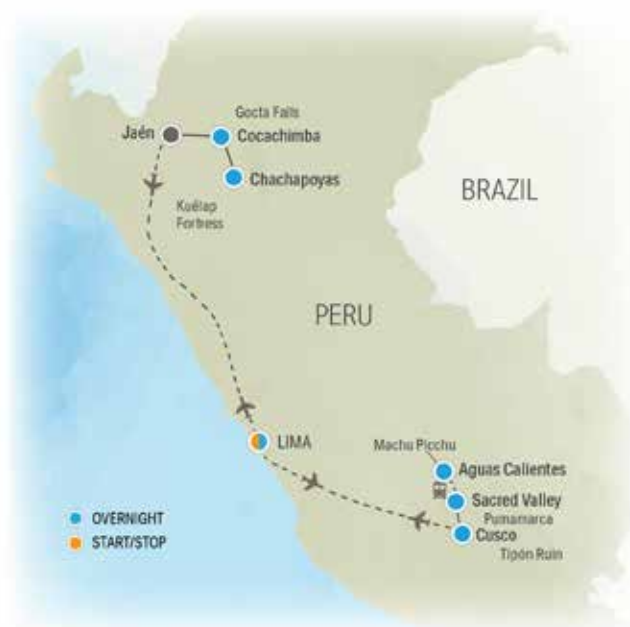 Gocta Falls
Jaén
Cocachimba
Chachapoyas
Kuélap
Fortress
BRAZIL
PERU
LIMA
Machu Picchu
Aguas Calientes
Sacred Valley
Pumamarca
Cusco
Tipón Ruin
OVERNIGHT
START/STOP